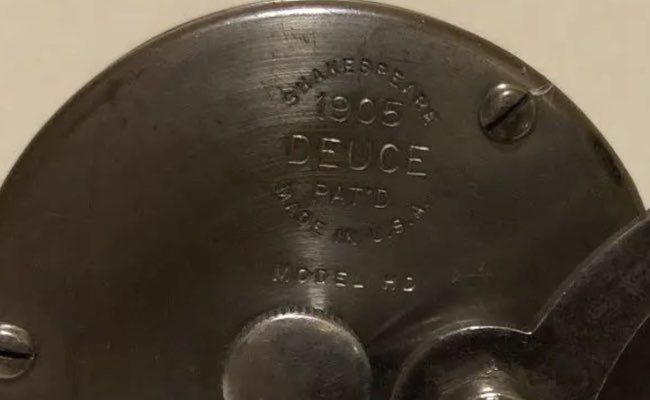 SHAKESPEARE
1905
DEUCE
PAT'D
MADE IN U.S.A.
MODEL HD